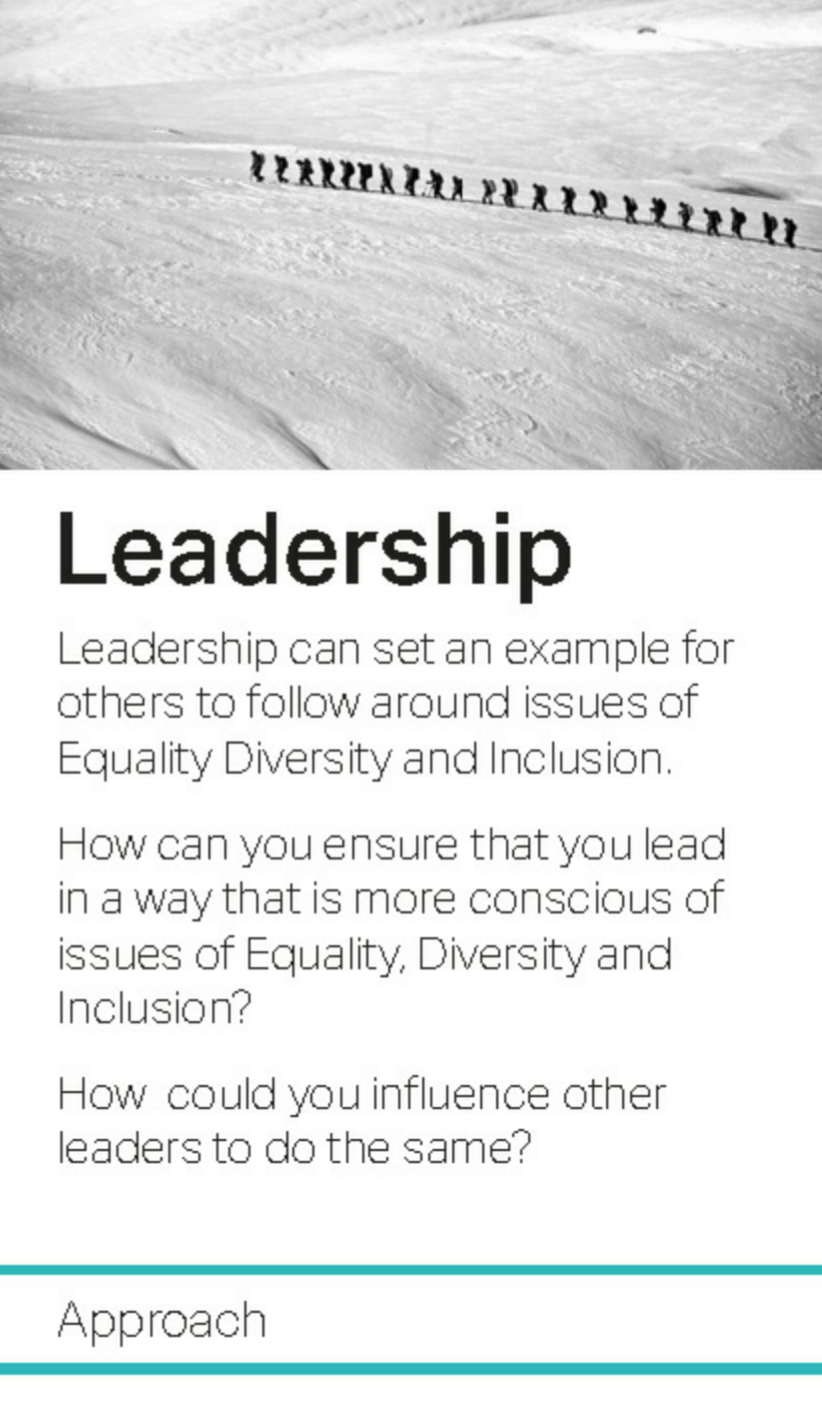 Leadership
Leadership can set an example for
others to follow around issues of
Equality Diversity and Inclusion.
How can you ensure that you lead
in a way that is more conscious of
issues of Equality, Diversity and
Inclusion?
How could you influence other
leaders to do the same?
Approach